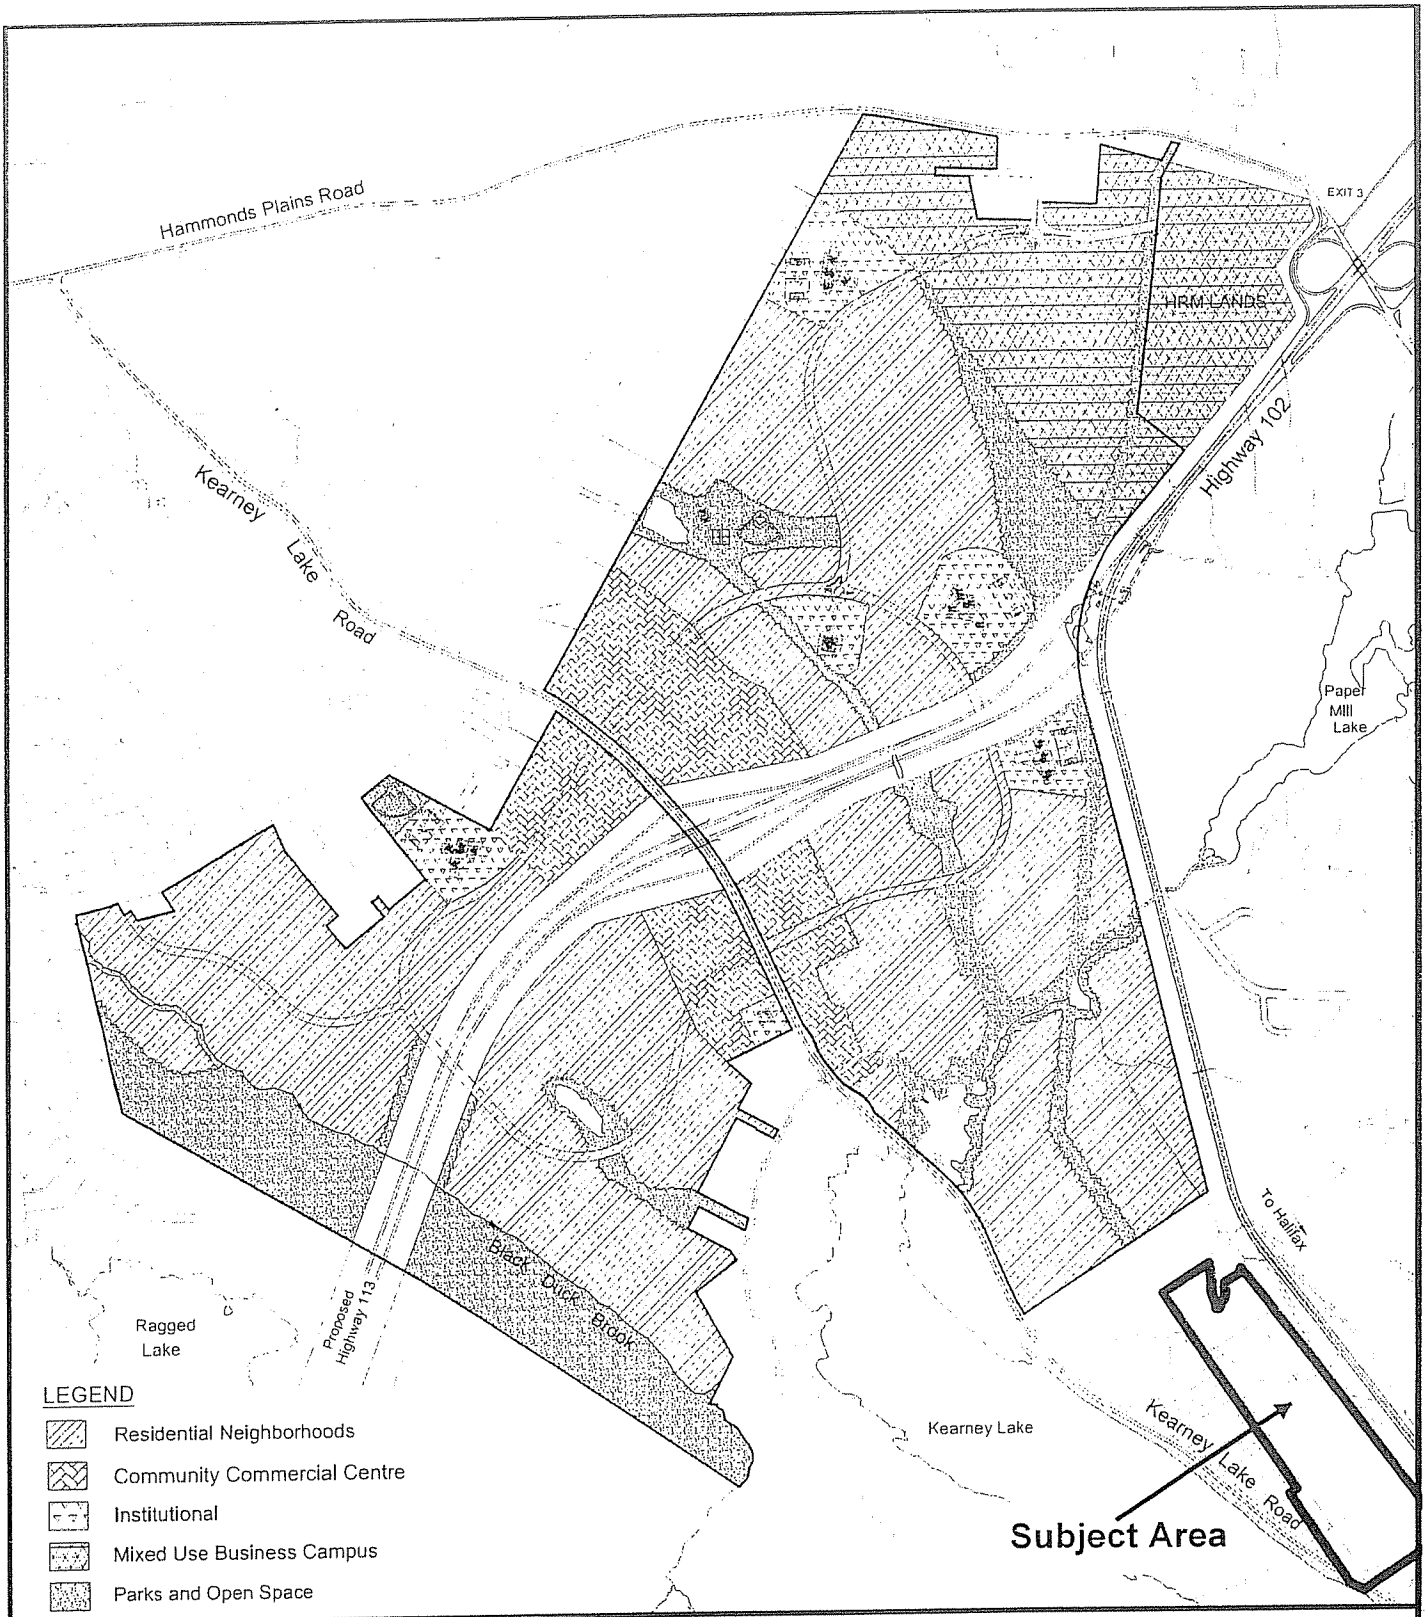 Hammonds Plains Road
EXIT 3
HRM LANDS
Highway 102
Kearney
Lake
Road
Paper
Mill
Lake
To Halifax
Black Duck Brook
Proposed
Highway 113
Ragged
Lake
Kearney Lake
Kearney Lake Road
Subject Area
LEGEND
Residential Neighborhoods
Community Commercial Centre
Institutional
Mixed Use Business Campus
Parks and Open Space